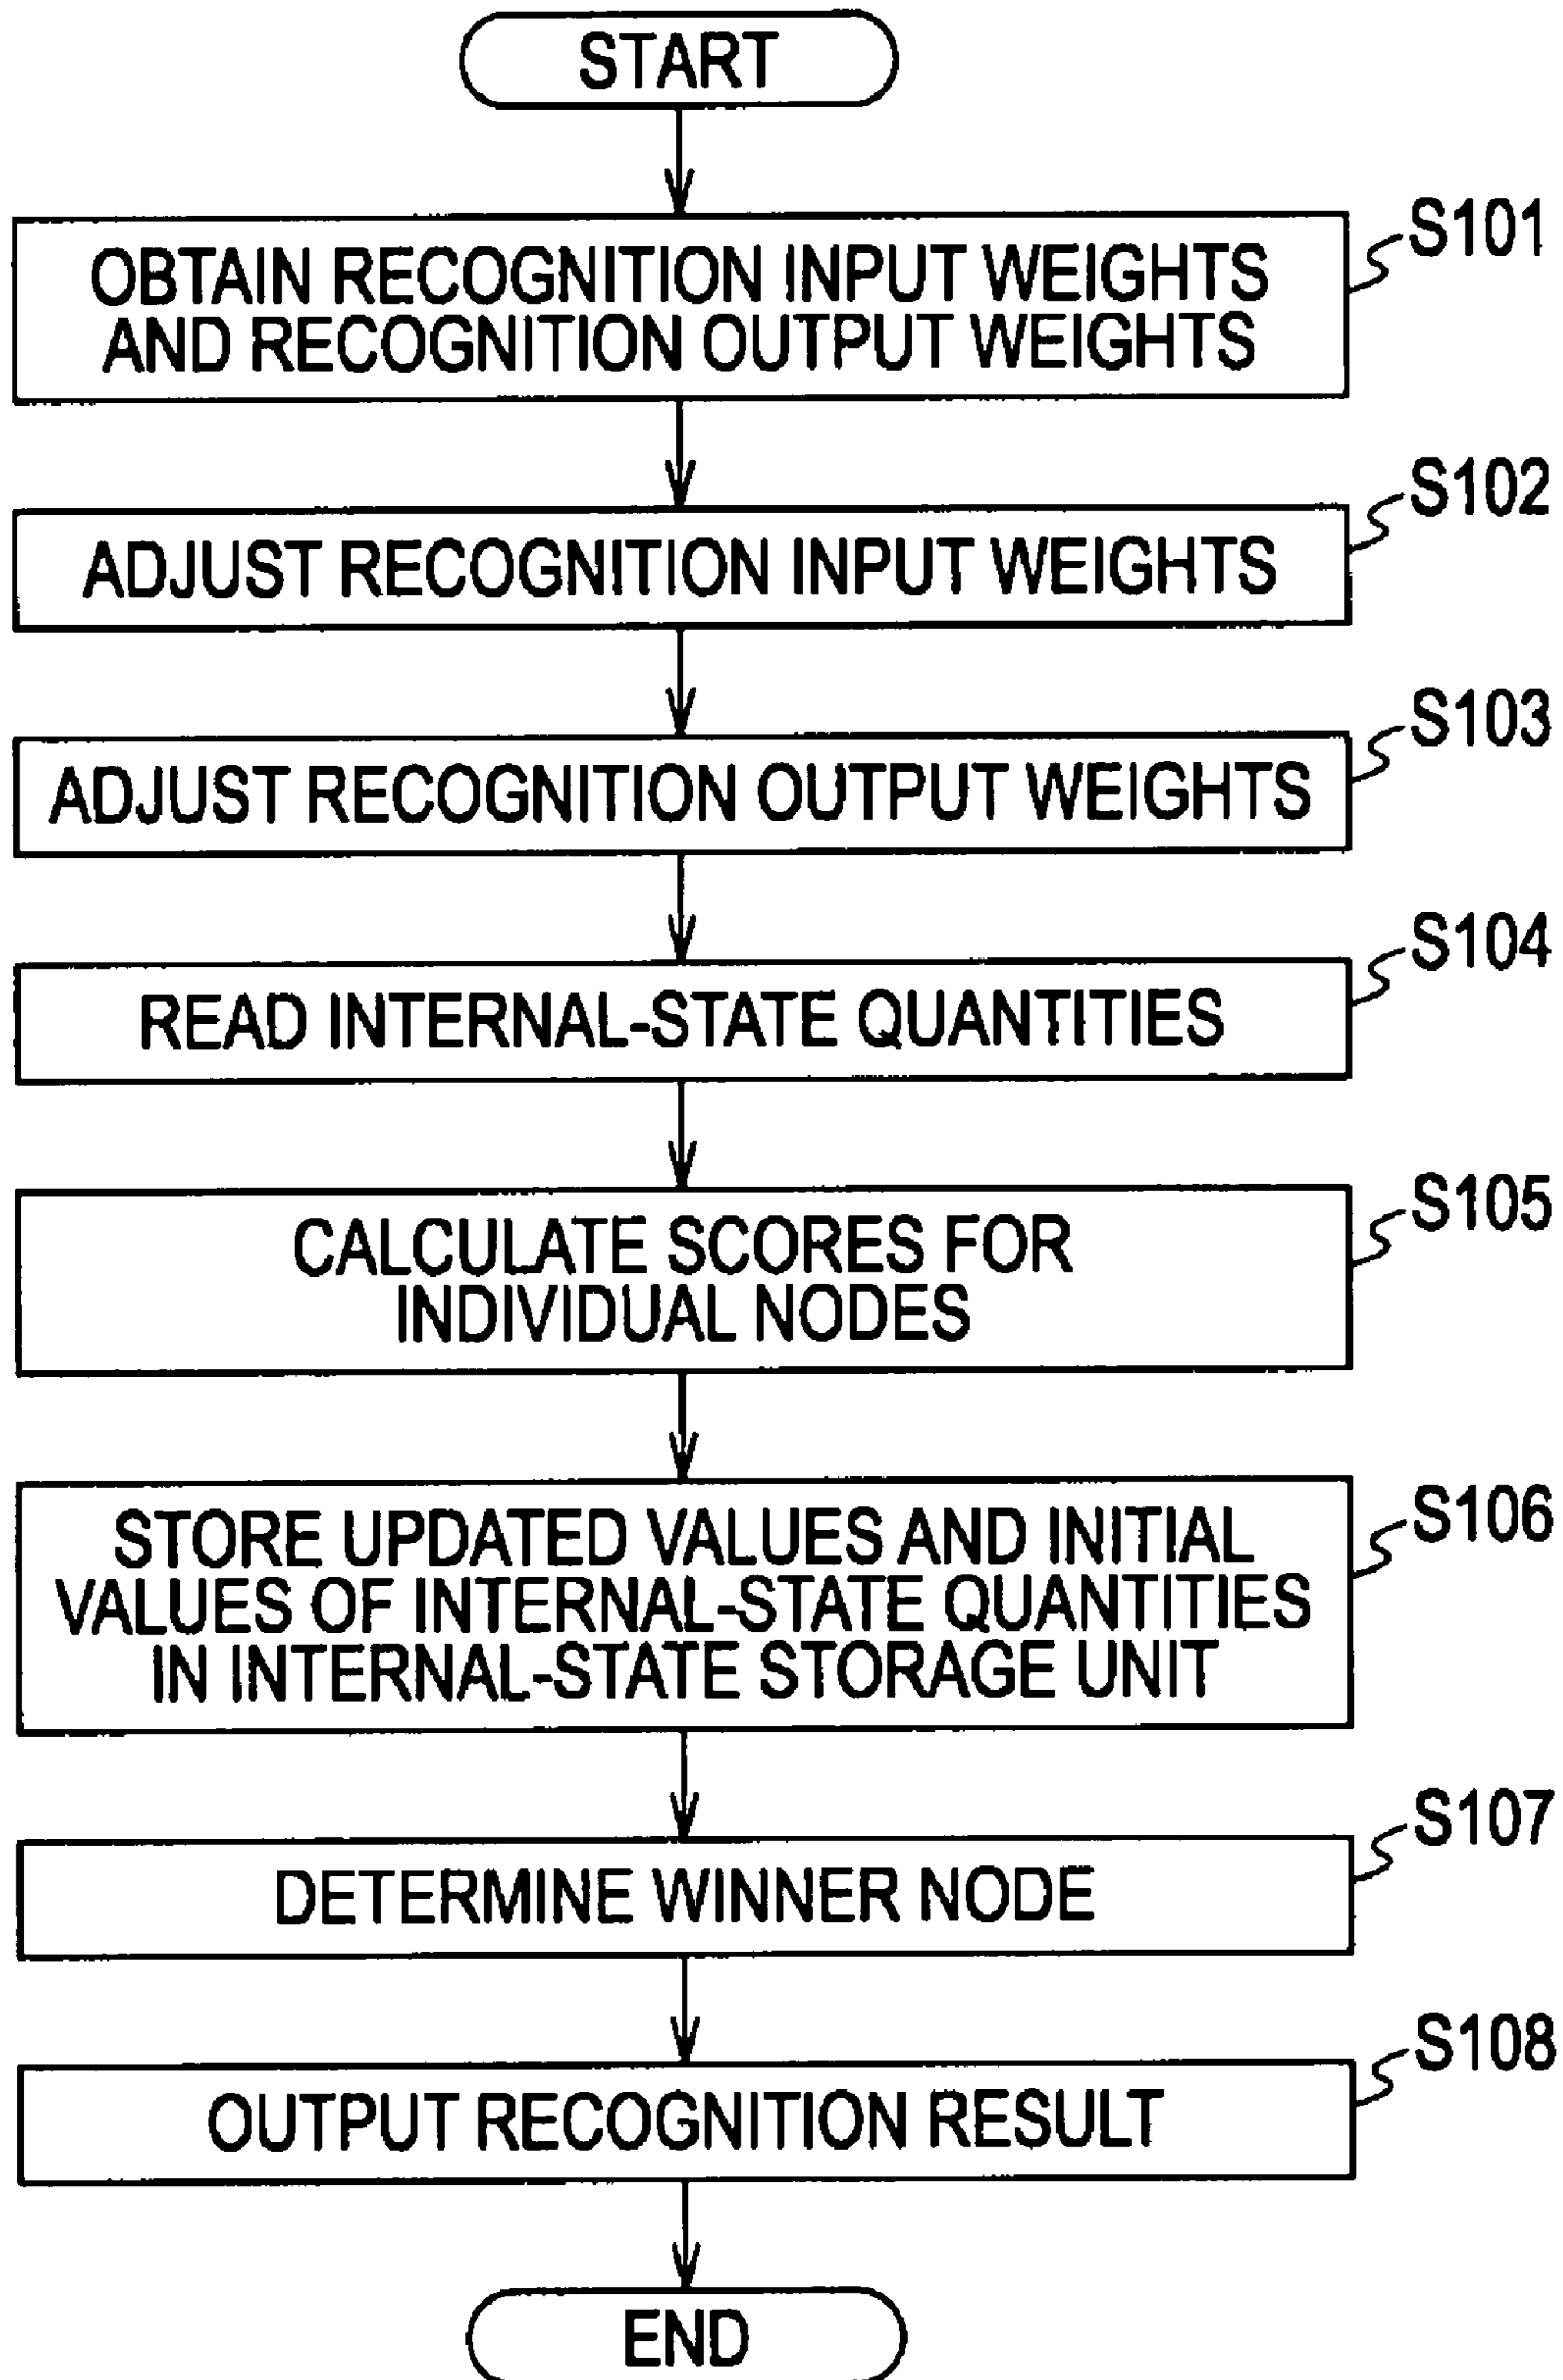 START
S101
OBTAIN RECOGNITION INPUT WEIGHTS
AND RECOGNITION OUTPUT WEIGHTS
S102
ADJUST RECOGNITION INPUT WEIGHTS
S103
ADJUST RECOGNITION OUTPUT WEIGHTS
S104
READ INTERNAL-STATE QUANTITIES
S105
CALCULATE SCORES FOR
INDIVIDUAL NODES
S106
STORE UPDATED VALUES AND INITIAL
VALUES OF INTERNAL-STATE QUANTITIES
IN INTERNAL-STATE STORAGE UNIT
S107
DETERMINE WINNER NODE
S108
OUTPUT RECOGNITION RESULT
END